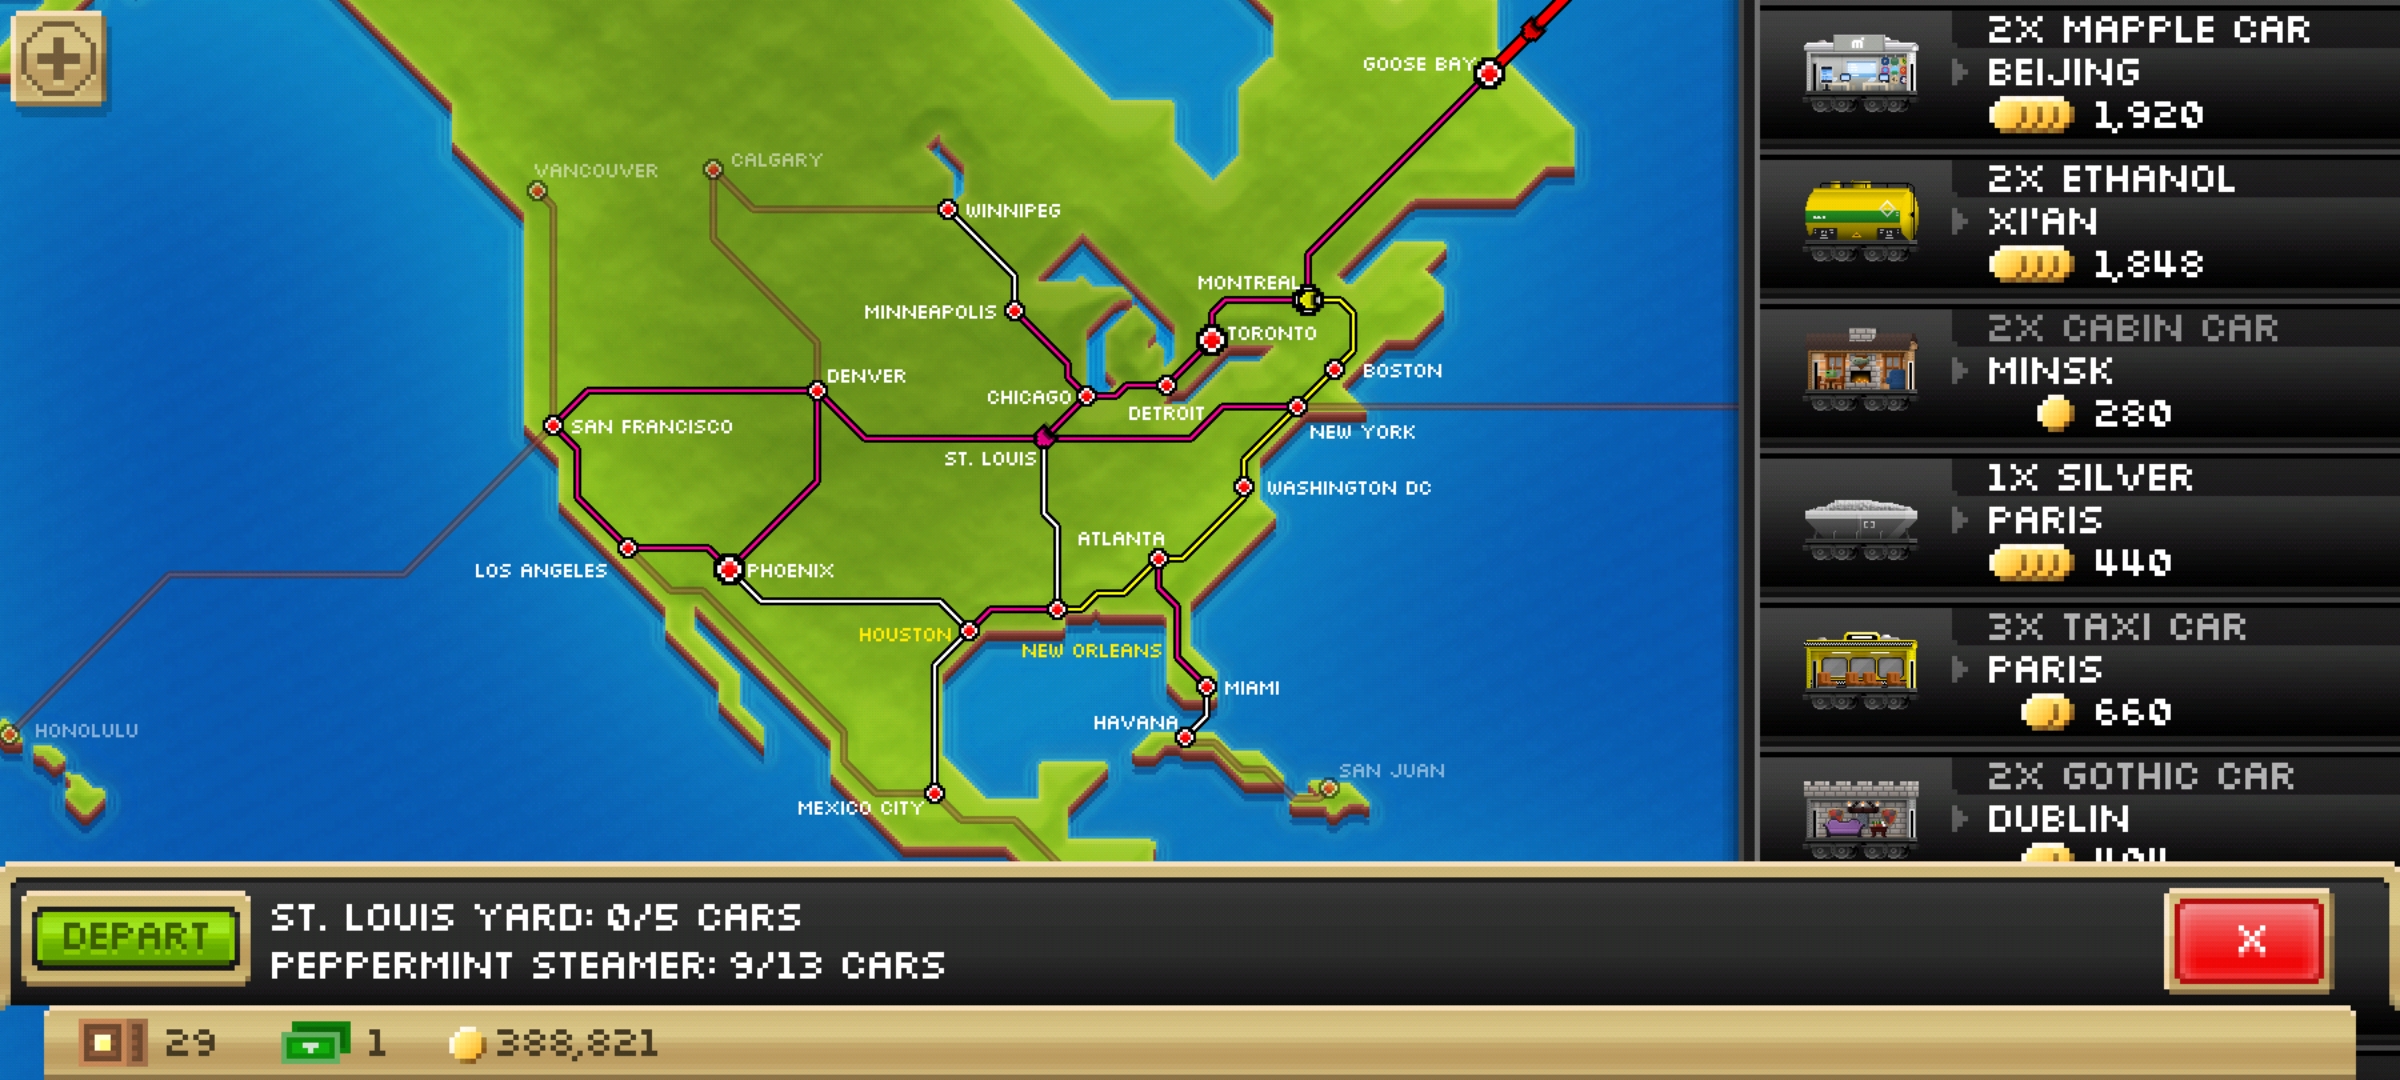 GOOSE BAY
VANCOUVER
CALGARY
WINNIPEG
MONTREAL
MINNEAPOLIS
TORONTO
DENVER
BOSTON
CHICAGO
DETROIT
SAN FRANCISCO
NEW YORK
ST. LOUIS
WASHINGTON DC
ATLANTA
LOS ANGELES
PHOENIX
HOUSTON
NEW ORLEANS
MIAMI
HAVANA
HONOLULU
SAN JUAN
MEXICO CITY
2X MAPPLE CAR
BEIJING
1,920
2X ETHANOL
XI'AN
1,848
2X CABIN CAR
MINSK
280
1X SILVER
PARIS
440
3X TAXI CAR
PARIS
660
2X GOTHIC CAR
DUBLIN
DEPART
ST. LOUIS YARD: 0/5 CARS
PEPPERMINT STEAMER: 9/13 CARS
X
29
1
388,821